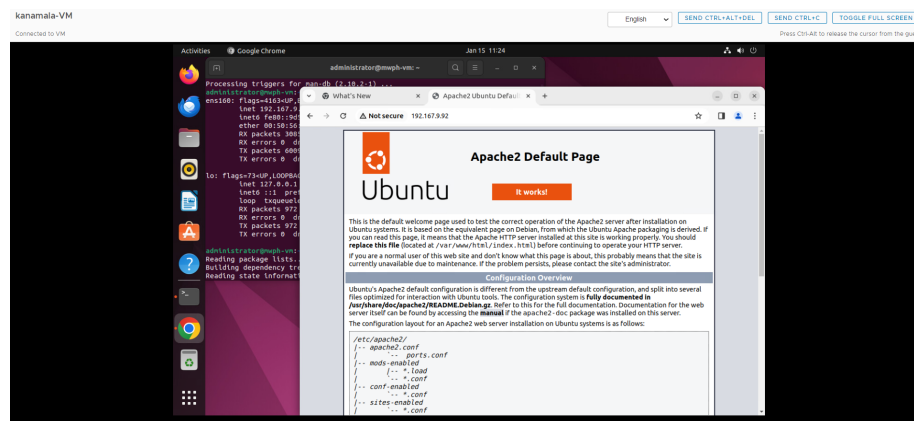 kanamala-VM
English
SEND CTRL+ALT+DEL
SEND CTRL+C
TOGGLE FULL SCREEN
Connected to VM
Press Ctrl-Alt to release the cursor from the gue
Activities
Google Chrome
Jan 15 11:24
administrator@mwph-vm: ~
Processing triggers for man-db (2.10.2-1) ...
administrator@mwph-vm:
ens160: flags=4163<UP,B
inet 192.167.9.
inet6 fe80::9d5
ether 00:50:56:
RX packets 3085
RX errors 0 dr
TX packets 6009
TX errors 0 dr
lo: flags=73<UP,LOOPBAC
inet 127.0.0.1
inet6 ::1 pref
loop txqueuele
RX packets 972
RX errors 0 dr
TX packets 972
TX errors 0 dr
administrator@mwph-vm:
Reading package lists..
Building dependency tre
Reading state informati
What's New
Apache2 Ubuntu Defaul
Not secure 192.167.9.92
Apache2 Default Page
Ubuntu
It works!
This is the default welcome page used to test the correct operation of the Apache2 server after installation on
Ubuntu systems. It is based on the equivalent page on Debian, from which the Ubuntu Apache packaging is derived. If
you can read this page, it means that the Apache HTTP server installed at this site is working properly. You should
replace this file (located at /var/www/html/index.html) before continuing to operate your HTTP server.
If you are a normal user of this web site and don't know what this page is about, this probably means that the site is
currently unavailable due to maintenance. If the problem persists, please contact the site's administrator.
Configuration Overview
Ubuntu's Apache2 default configuration is different from the upstream default configuration, and split into several
files optimized for interaction with Ubuntu tools. The configuration system is fully documented in
/usr/share/doc/apache2/README.Debian.gz. Refer to this for the full documentation. Documentation for the web
server itself can be found by accessing the manual if the apache2-doc package was installed on this server.
The configuration layout for an Apache2 web server installation on Ubuntu systems is as follows:
/etc/apache2/
|-- apache2.conf
| `-- ports.conf
|-- mods-enabled
| |-- *.load
| `-- *.conf
|-- conf-enabled
| `-- *.conf
|-- sites-enabled
| `-- *.conf